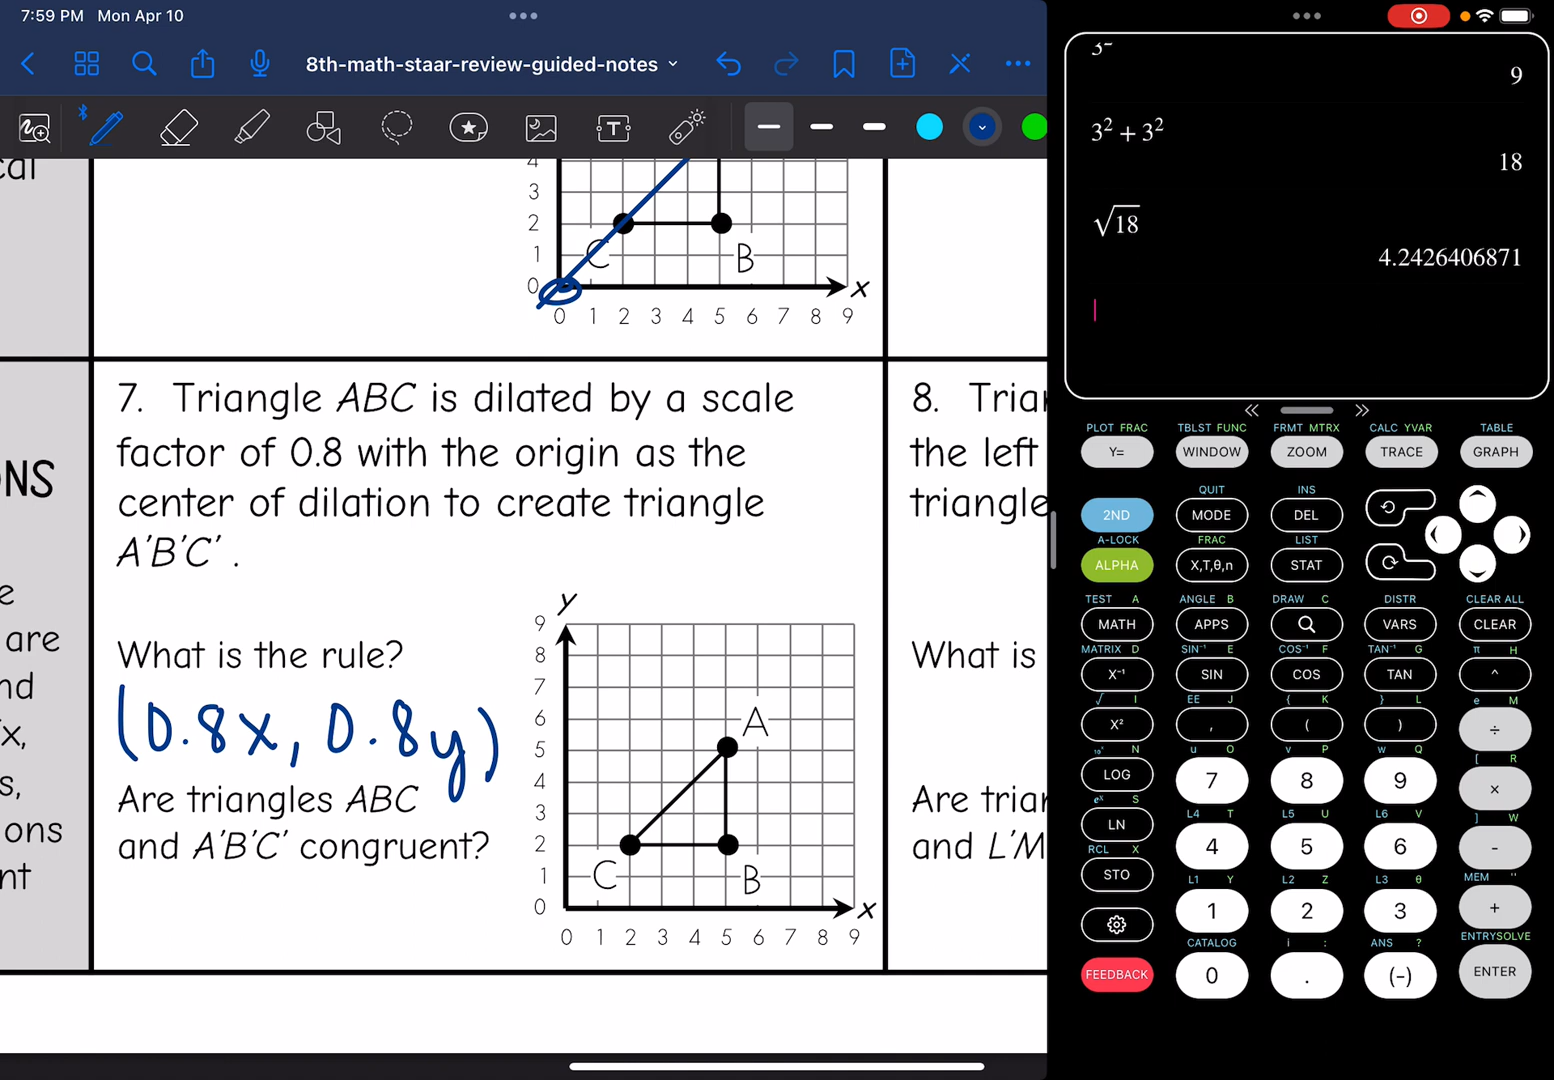 7:59 PM Mon Apr 10
8th-math-staar-review-guided-notes
T
cal
4
3
2
1
0
C
B
x
0 1 2 3 4 5 6 7 8 9
7. Triangle ABC is dilated by a scale
factor of 0.8 with the origin as the
center of dilation to create triangle
A'B'C' .
What is the rule?
(0.8x, 0.8y)
Are triangles ABC
and A'B'C' congruent?
y
9
8
7
6
5
4
3
2
1
0
A
C
B
x
0 1 2 3 4 5 6 7 8 9
NS
e
are
nd
x,
s,
ons
nt
8. Tria
the left
triangle
What is
Are tria
and L'M
9
3² + 3²
18
√18
4.2426406871
PLOT FRAC TBLST FUNC FRMT MTRX CALC YVAR TABLE
Y= WINDOW ZOOM TRACE GRAPH
QUIT INS
2ND MODE DEL
A-LOCK FRAC LIST
ALPHA X,T,θ,n STAT
TEST A ANGLE B DRAW C DISTR CLEAR ALL
MATH APPS VARS CLEAR
MATRIX D SIN⁻¹ E COS⁻¹ F TAN⁻¹ G π H
X⁻¹ SIN COS TAN ^
√ I EE J { K } L e M
X² , ( ) ÷
10ˣ N u O v P w Q [ R
LOG 7 8 9 ×
eˣ S L4 T L5 U L6 V ] W
LN 4 5 6 -
RCL X L1 Y L2 Z L3 θ MEM "
STO 1 2 3 +
CATALOG i : ANS ? ENTRY SOLVE
FEEDBACK 0 . (-) ENTER